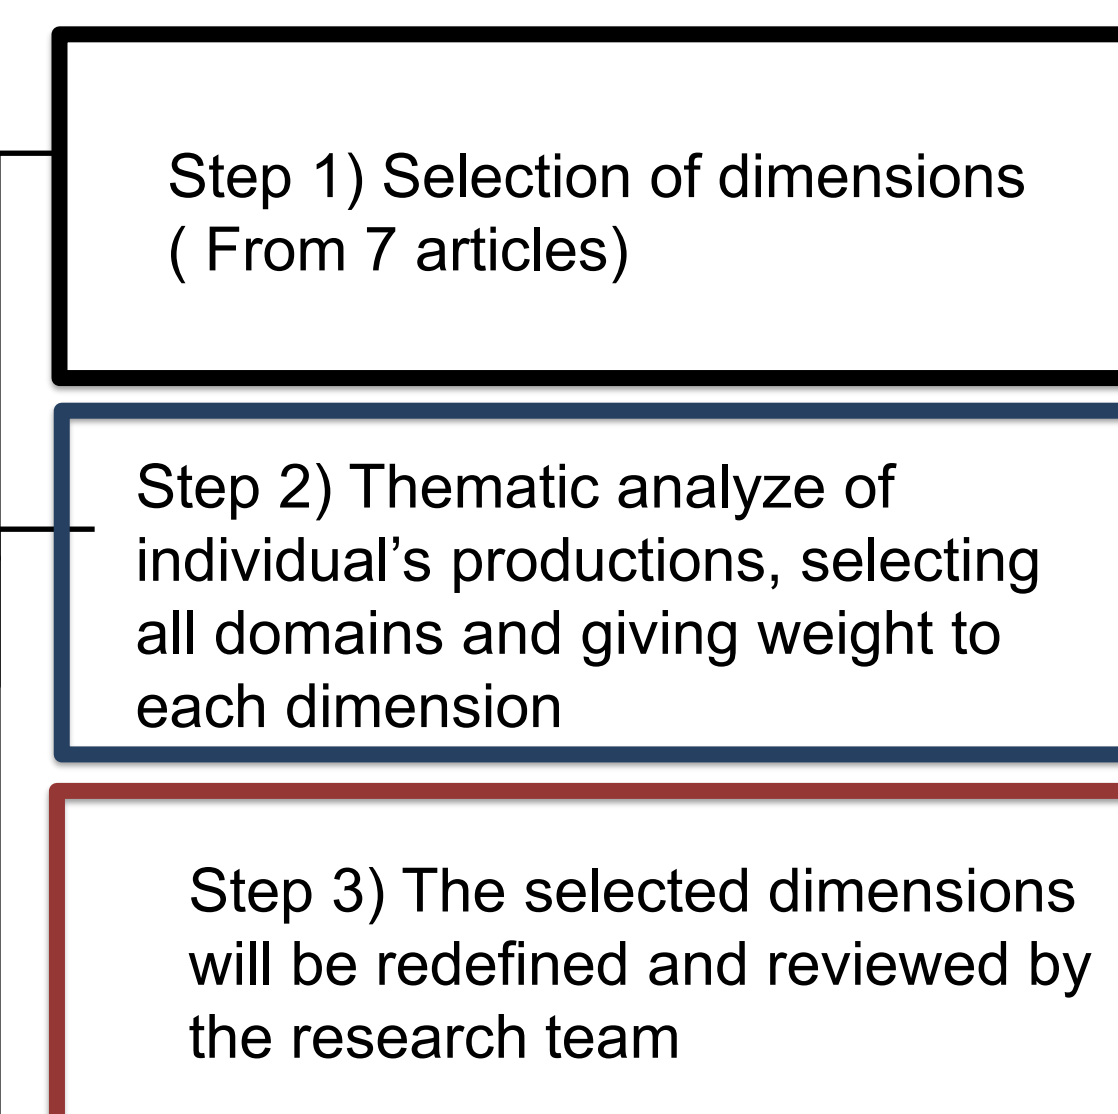 Step 1) Selection of dimensions
( From 7 articles)
Step 2) Thematic analyze of
individual’s productions, selecting
all domains and giving weight to
each dimension
Step 3) The selected dimensions
will be redefined and reviewed by
the research team